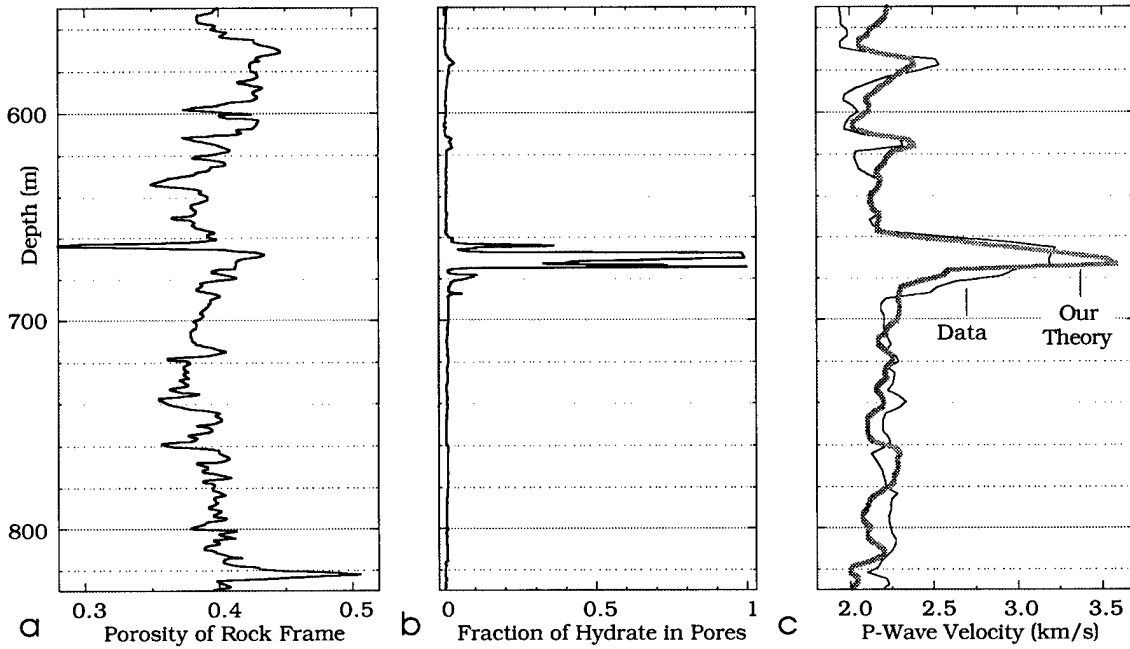 600
700
800
Depth (m)
0.3
0.4
0.5
a
Porosity of Rock Frame
0
0.5
1
b
Fraction of Hydrate in Pores
Data
Our
Theory
2.0
2.5
3.0
3.5
c
P-Wave Velocity (km/s)